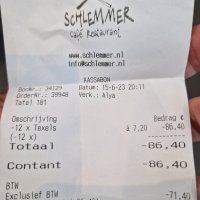 SCHLEMMER
Café Restaurant
www.schlemmer.nl
info@schlemmer.nl
KASSABON
Bonnr.: 34129 Datum: 15-6-23 20:11
OrderNr.: 39948 Verk.: Alya
Tafel 181
Omschrijving Bedrag €
-12 x Texels à 7,20 -86,40
(-12 x)
Totaal -86,40
Contant -86,40
BTW
Exclusief BTW -71,40